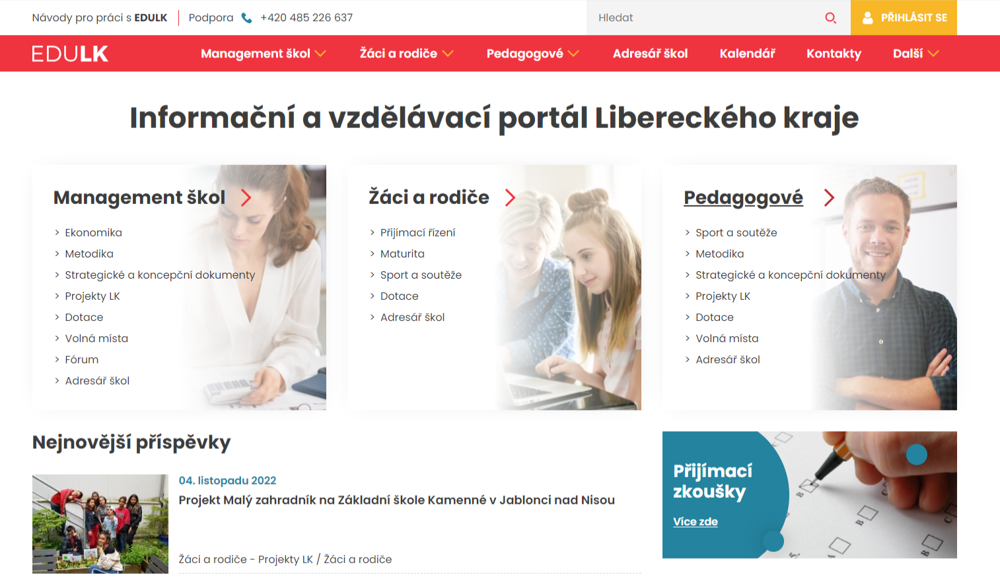 Návody pro práci s EDULK
Podpora +420 485 226 637
Hledat
PŘIHLÁSIT SE
EDULK
Management škol
Žáci a rodiče
Pedagogové
Adresář škol
Kalendář
Kontakty
Další
Informační a vzdělávací portál Libereckého kraje
Management škol
Ekonomika
Metodika
Strategické a koncepční dokumenty
Projekty LK
Dotace
Volná místa
Fórum
Adresář škol
Žáci a rodiče
Přijímací řízení
Maturita
Sport a soutěže
Dotace
Adresář škol
Pedagogové
Sport a soutěže
Metodika
Strategické a koncepční dokumenty
Projekty LK
Dotace
Volná místa
Adresář škol
Nejnovější příspěvky
04. listopadu 2022
Projekt Malý zahradník na Základní škole Kamenné v Jablonci nad Nisou
Žáci a rodiče - Projekty LK / Žáci a rodiče
Přijímací
zkoušky
Více zde
B
B
B
A
5.